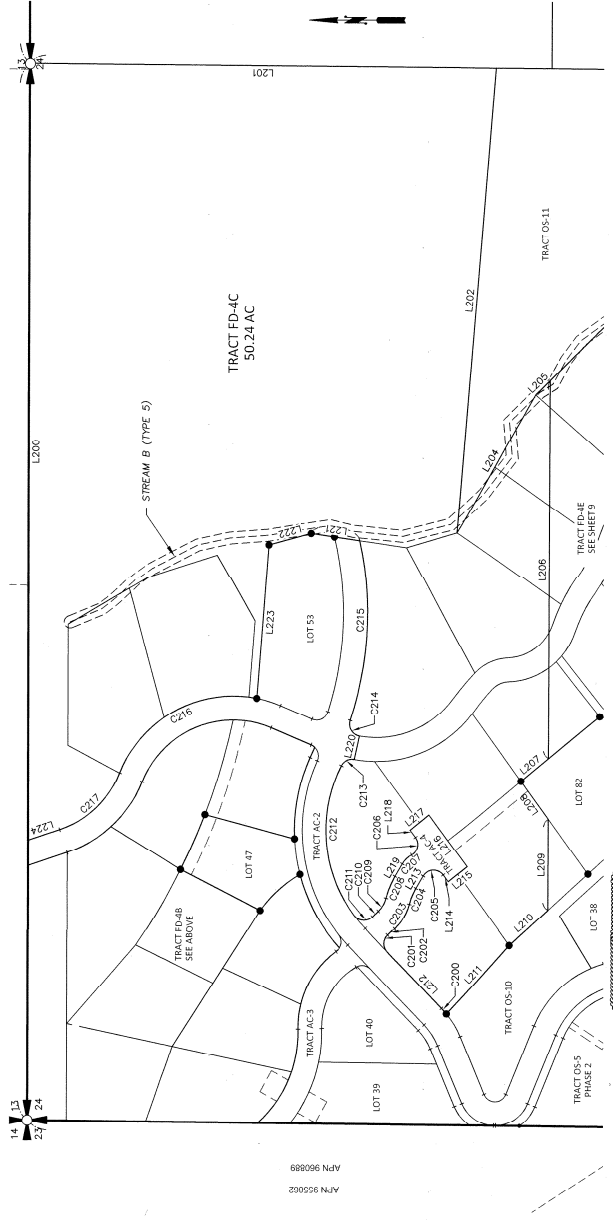 13
24
N
L201
TRACT FD-4C
50.24 AC
TRACT OS-11
L202
L200
STREAM B (TYPE 5)
L205
L204
L222
L221
TRACT FD-4E
SEE SHEET 9
L206
L223
LOT 53
C215
C216
C214
L220
C217
L224
C213
L207
LOT 82
L208
L218
C206
L217
TRACT AC-2
C212
TRACT AC-4
L216
L219
C207
L213
C208
C211
C210
C209
L215
LOT 47
C203
C204
C205
L214
L209
LOT 38
L210
TRACT FD-4B
SEE ABOVE
C201
C202
L212
C200
L211
TRACT OS-10
TRACT AC-3
LOT 40
LOT 39
TRACT OS-5
PHASE 2
14 13
23 24
APN 960889
APN 955062